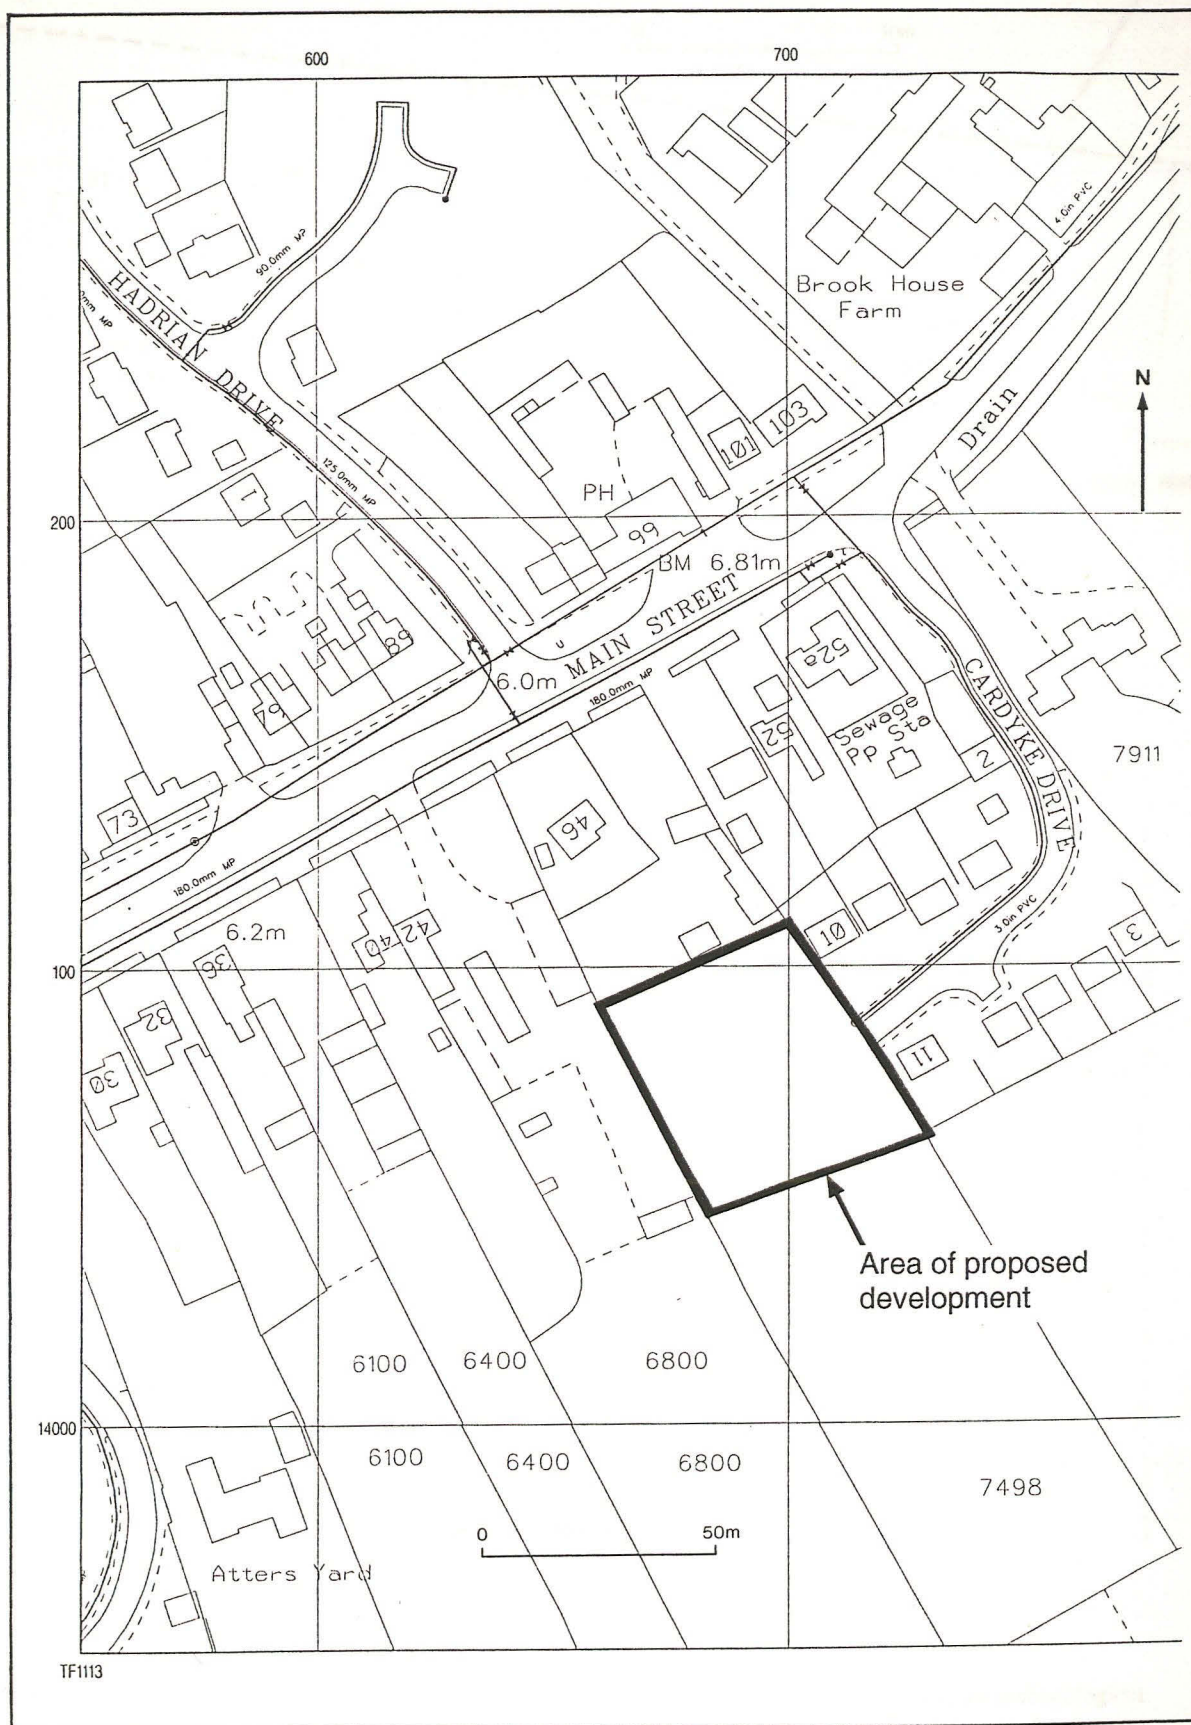 600
700
90.0mm MP
4.0in PVC
HADRIAN DRIVE
0mm MP
Brook House
Farm
N
Drain
103
101
1
125.0mm MP
PH
99
200
BM 6.81m
MAIN STREET
89
79
6.0m
180.0mm MP
52a
52
Sewage
PP Sta
2
CARDYKE DRIVE
7911
73
46
180.0mm MP
6.2m
42
40
36
10
3.0in PVC
3
100
32
30
11
Area of proposed
development
6100
6400
6800
14000
6100
6400
6800
7498
0
50m
Atters Yard
TF1113